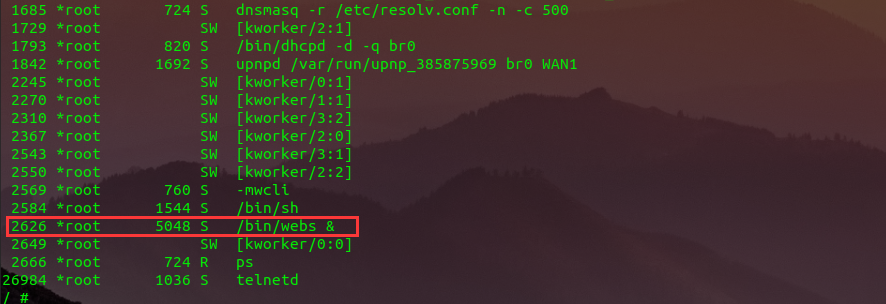 1685 *root 724 S dnsmasq -r /etc/resolv.conf -n -c 500
1729 *root SW [kworker/2:1]
1793 *root 820 S /bin/dhcpd -d -q br0
1842 *root 1692 S upnpd /var/run/upnp_385875969 br0 WAN1
2245 *root SW [kworker/0:1]
2270 *root SW [kworker/1:1]
2310 *root SW [kworker/3:2]
2367 *root SW [kworker/2:0]
2543 *root SW [kworker/3:1]
2550 *root SW [kworker/2:2]
2569 *root 760 S -mwcli
2584 *root 1544 S /bin/sh
2626 *root 5048 S /bin/webs &
2649 *root SW [kworker/0:0]
2666 *root 724 R ps
26984 *root 1036 S telnetd
/ #